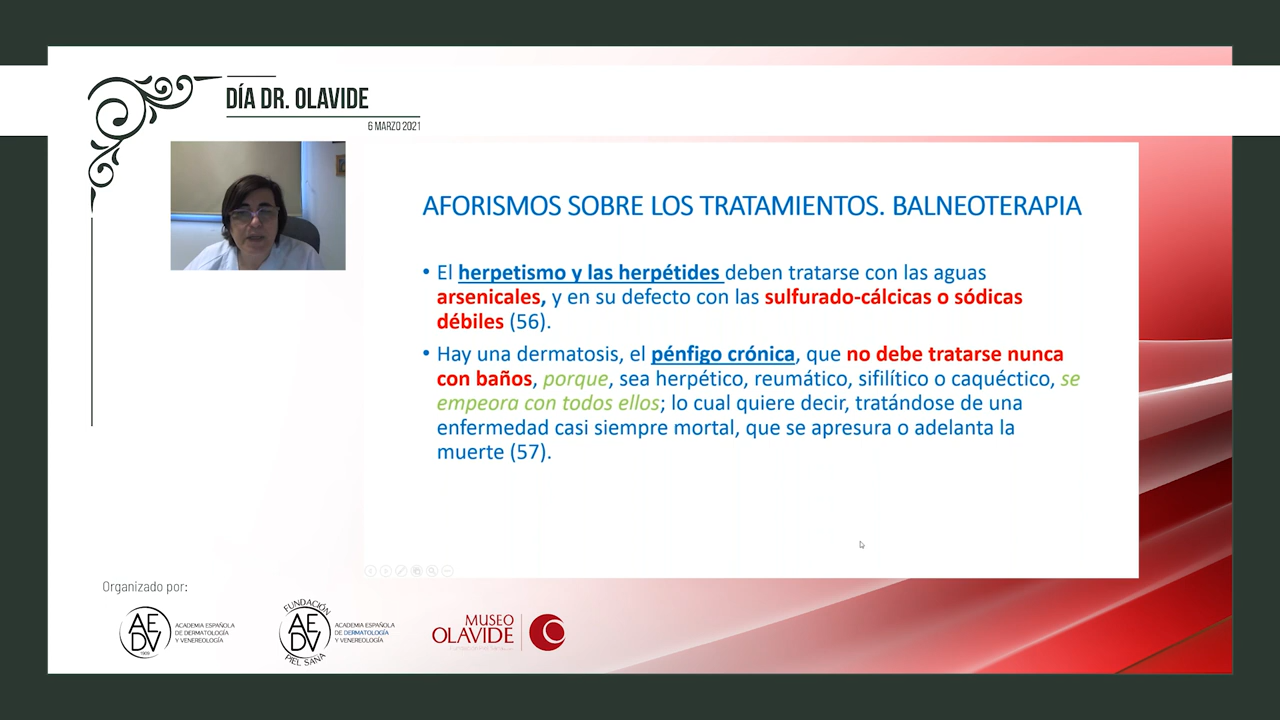 DÍA DR. OLAVIDE
6 MARZO 2021
AFORISMOS SOBRE LOS TRATAMIENTOS. BALNEOTERAPIA
• El herpetismo y las herpétides deben tratarse con las aguas
arsenicales, y en su defecto con las sulfurado-cálcicas o sódicas
débiles (56).
• Hay una dermatosis, el pénfigo crónica, que no debe tratarse nunca
con baños, porque, sea herpético, reumático, sifilítico o caquéctico, se
empeora con todos ellos; lo cual quiere decir, tratándose de una
enfermedad casi siempre mortal, que se apresura o adelanta la
muerte (57).
Organizado por:
AEDV
1909
ACADEMIA ESPAÑOLA
DE DERMATOLOGÍA
Y VENEREOLOGÍA
FUNDACIÓN
AEDV
PIEL SANA
ACADEMIA ESPAÑOLA
DE DERMATOLOGÍA
Y VENEREOLOGÍA
MUSEO
OLAVIDE